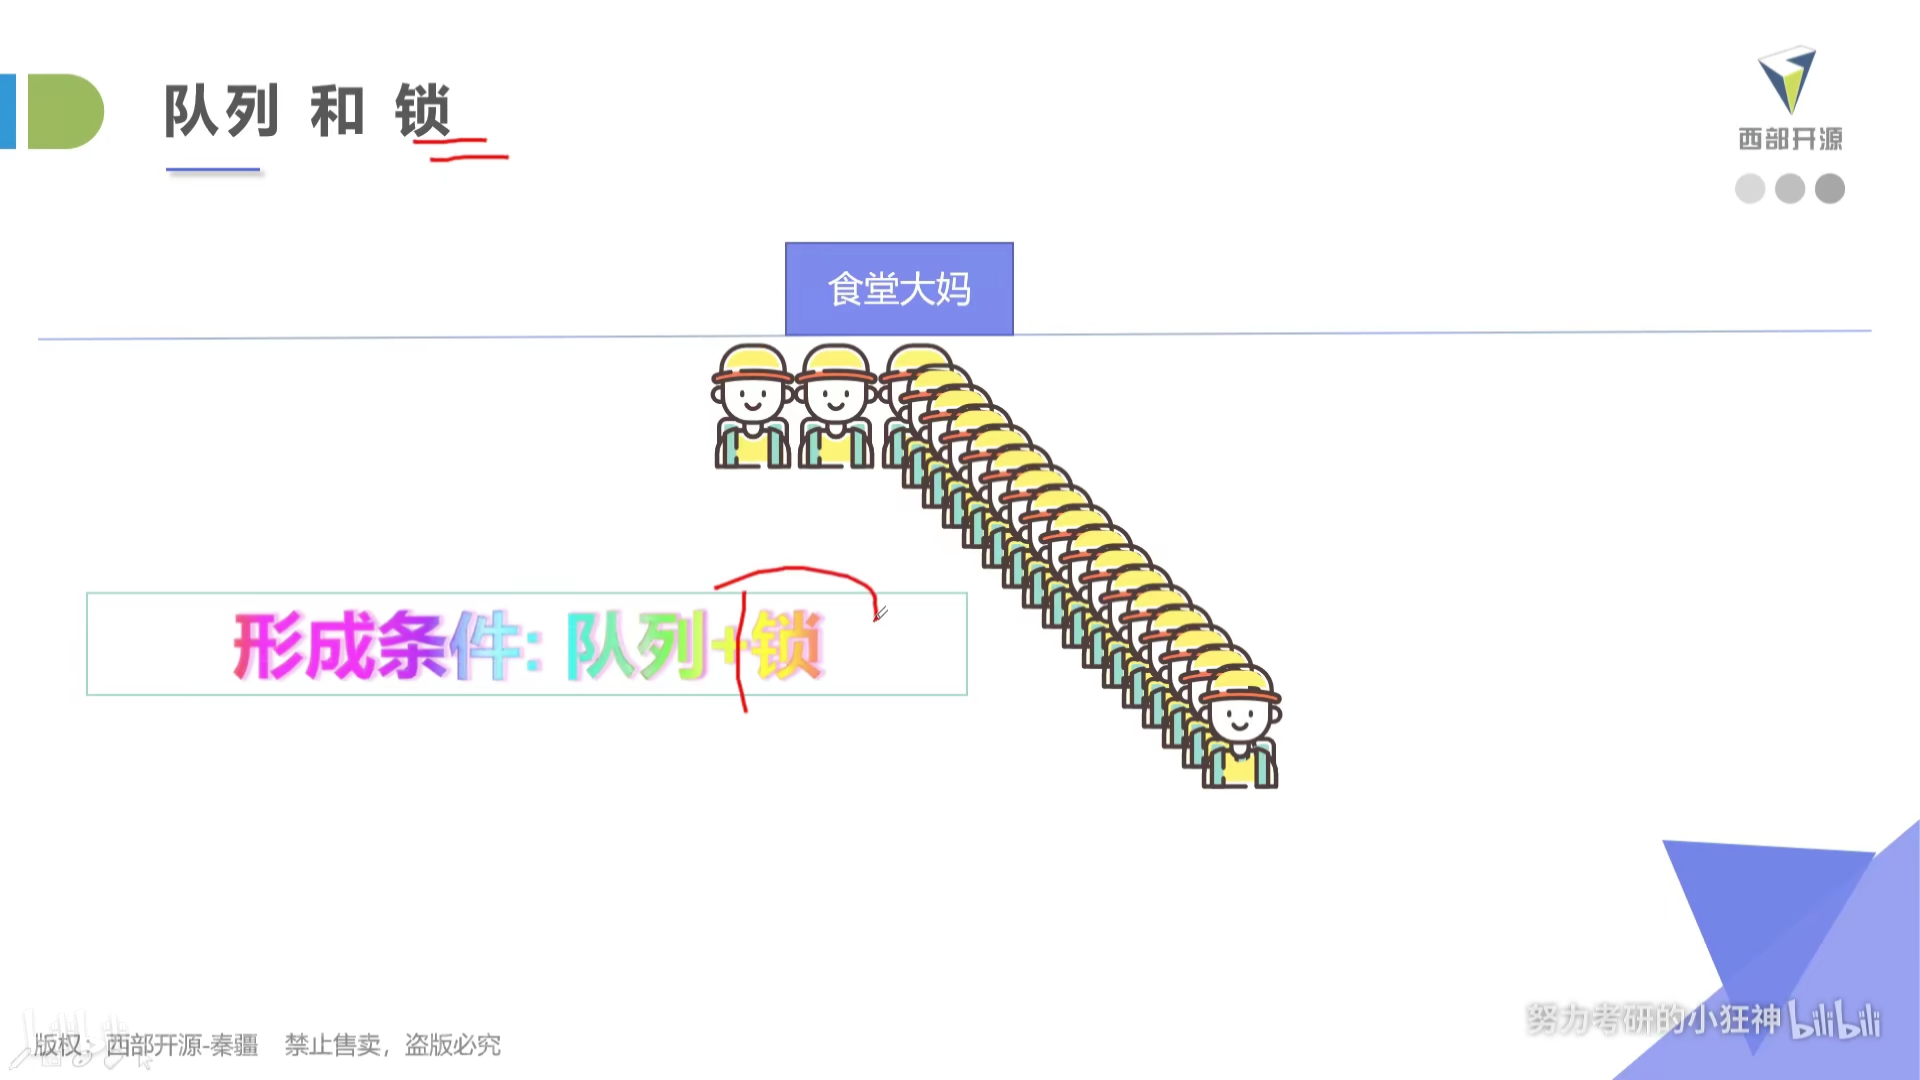 队列 和 锁
西部开源
食堂大妈
形成条件: 队列+锁
努力考研的小狂神 bilibili
版权：西部开源-秦疆 禁止售卖，盗版必究